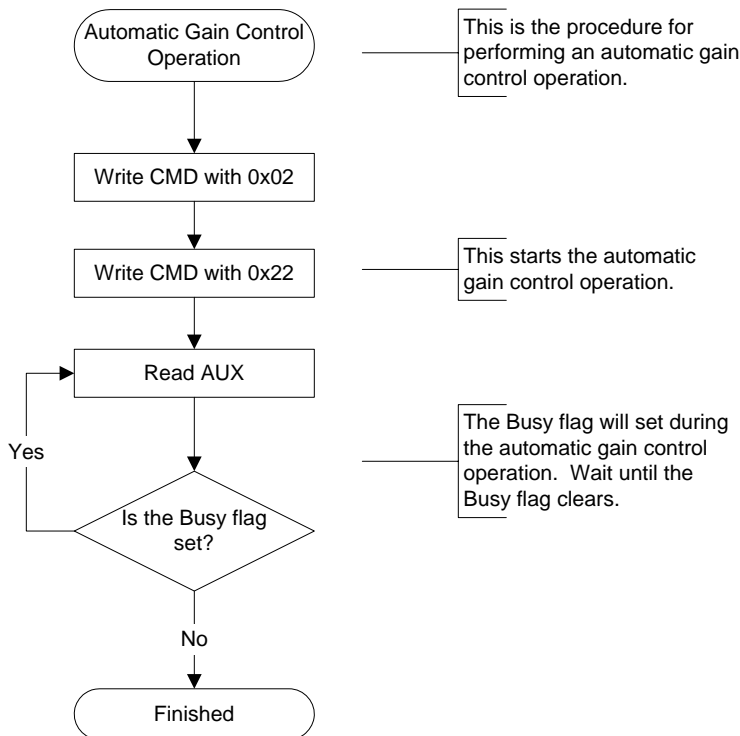 Automatic Gain Control
Operation
This is the procedure for
performing an automatic gain
control operation.
Write CMD with 0x02
Write CMD with 0x22
This starts the automatic
gain control operation.
Read AUX
Yes
The Busy flag will set during
the automatic gain control
operation.  Wait until the
Busy flag clears.
Is the Busy flag
set?
No
Finished